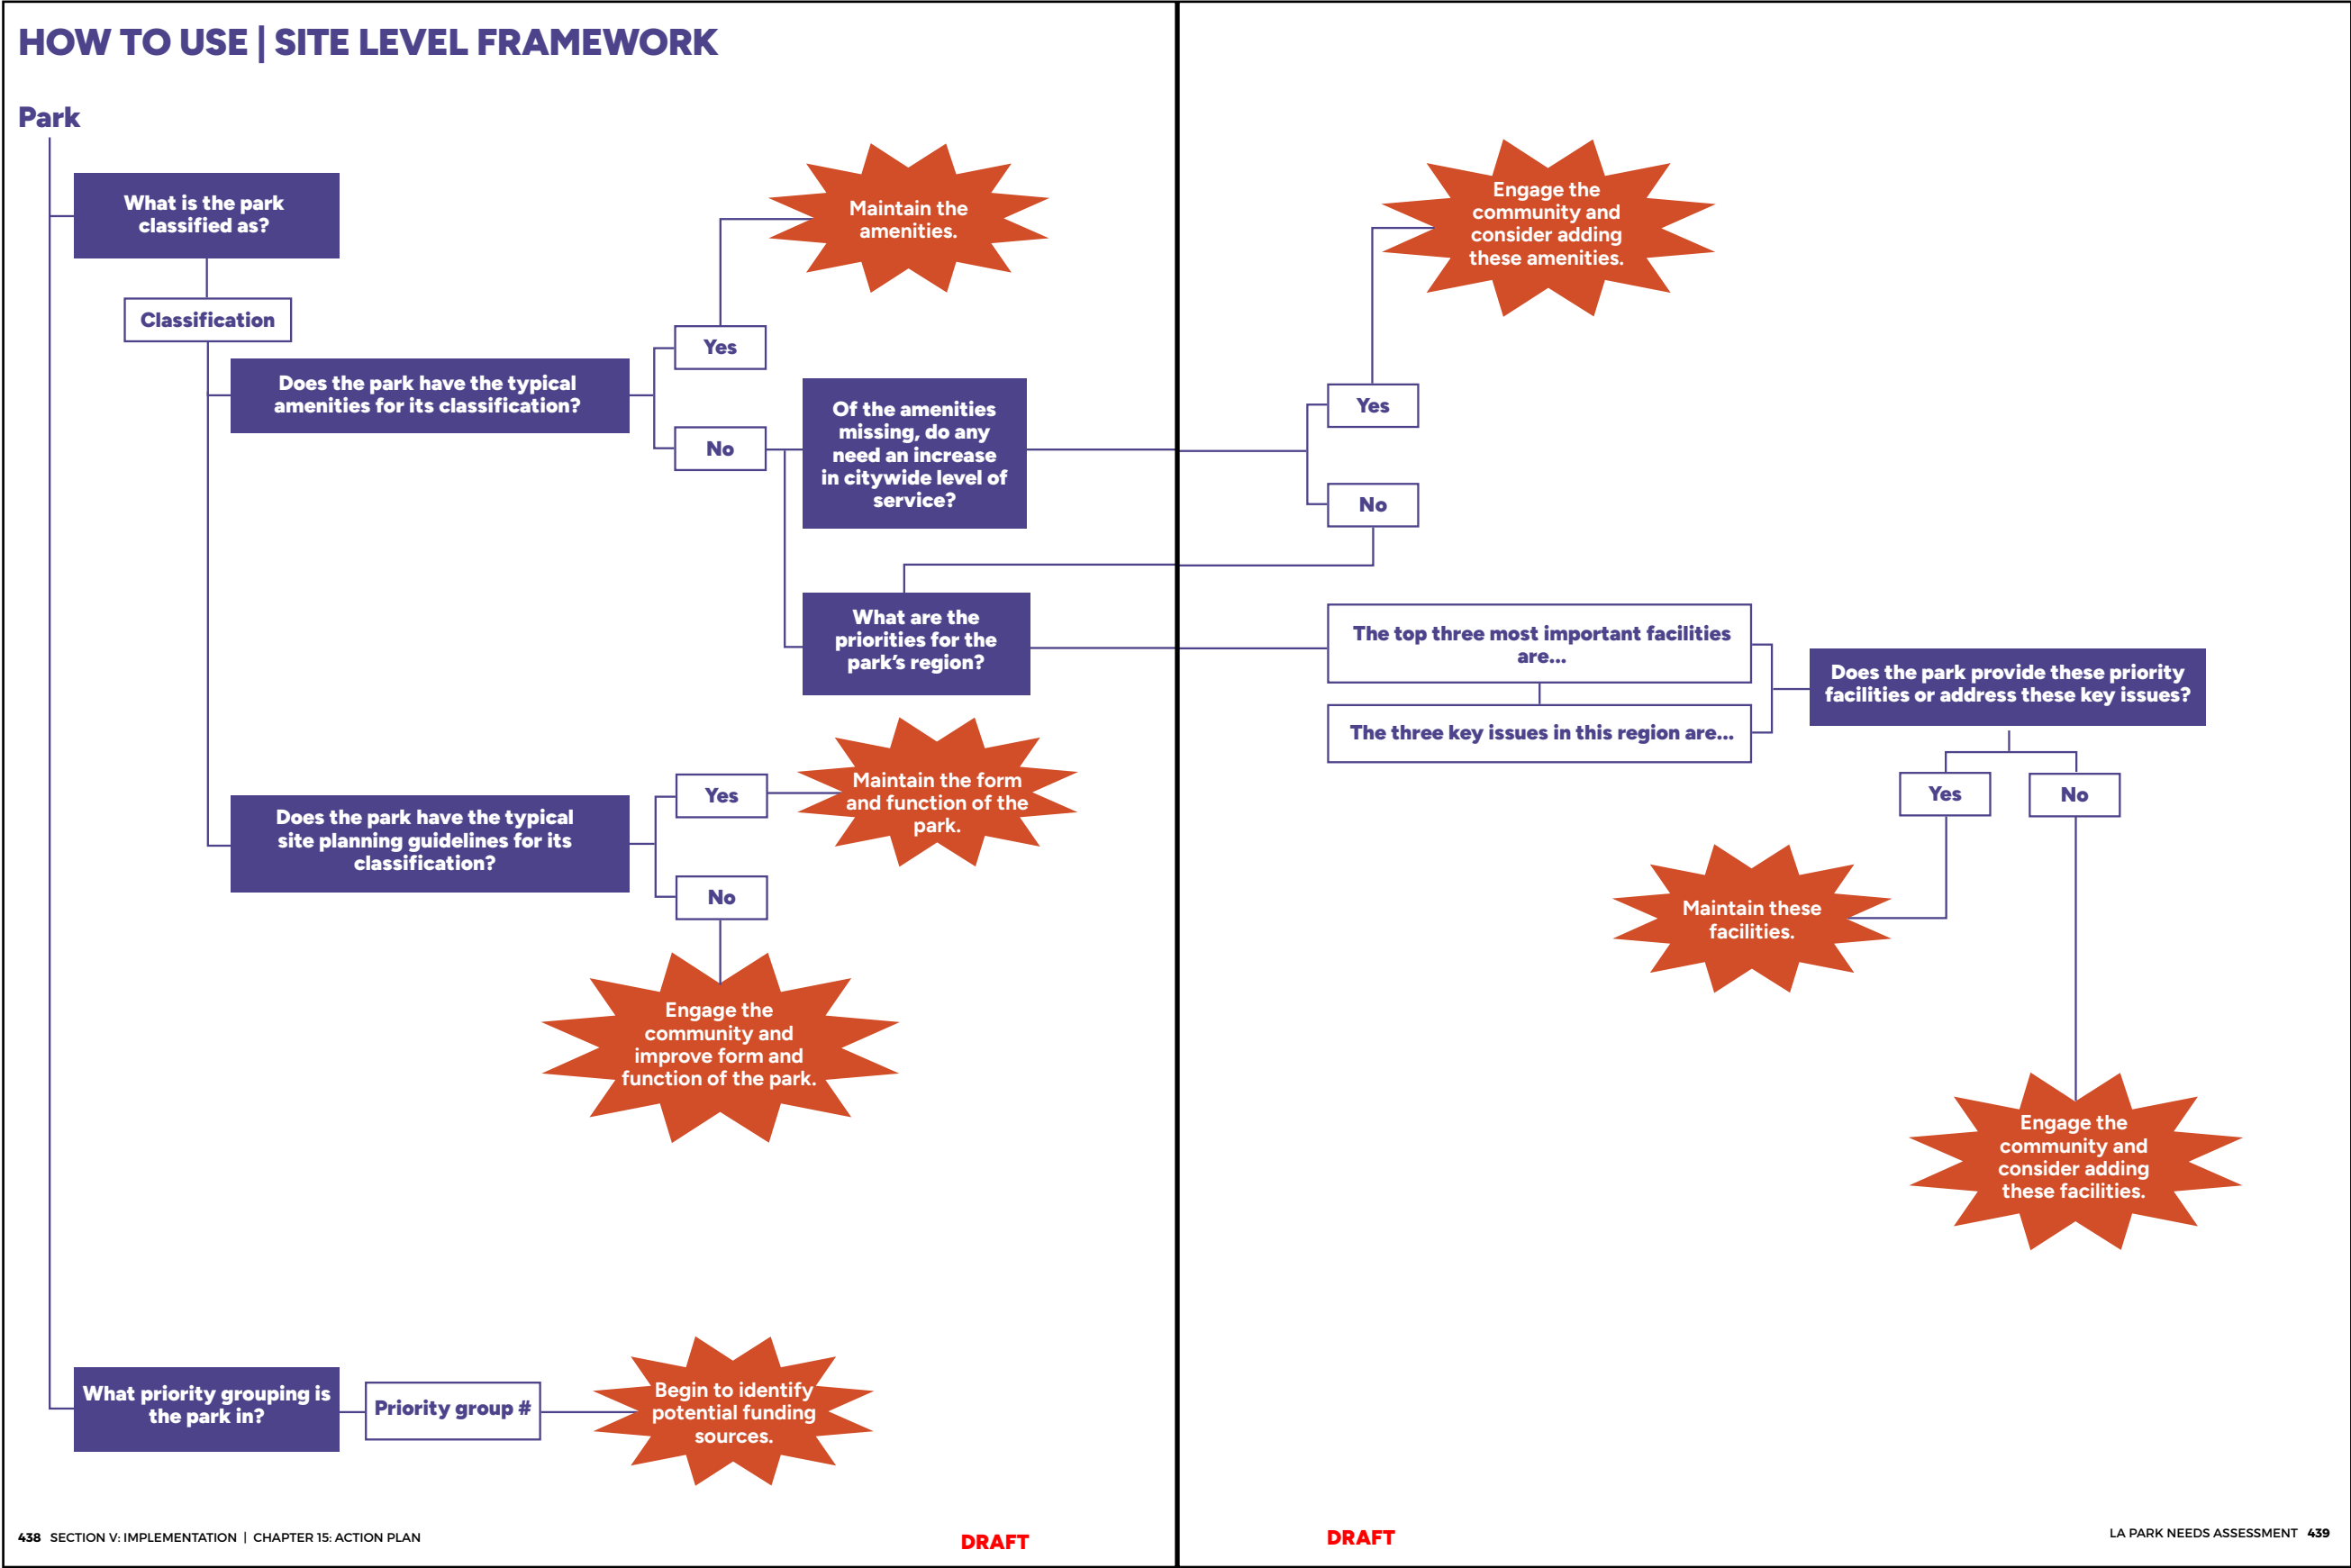 HOW TO USE | SITE LEVEL FRAMEWORK
Park
What is the park
classified as?
Classification
Does the park have the typical
amenities for its classification?
Yes
Maintain the
amenities.
No
Of the amenities
missing, do any
need an increase
in citywide level of
service?
What are the
priorities for the
park's region?
Does the park have the typical
site planning guidelines for its
classification?
Yes
Maintain the form
and function of the
park.
No
Engage the
community and
improve form and
function of the park.
What priority grouping is
the park in?
Priority group #
Begin to identify
potential funding
sources.
438 SECTION V: IMPLEMENTATION | CHAPTER 15: ACTION PLAN
DRAFT
Engage the
community and
consider adding
these amenities.
Yes
No
The top three most important facilities
are...
The three key issues in this region are...
Does the park provide these priority
facilities or address these key issues?
Yes
No
Maintain these
facilities.
Engage the
community and
consider adding
these facilities.
DRAFT
LA PARK NEEDS ASSESSMENT 439